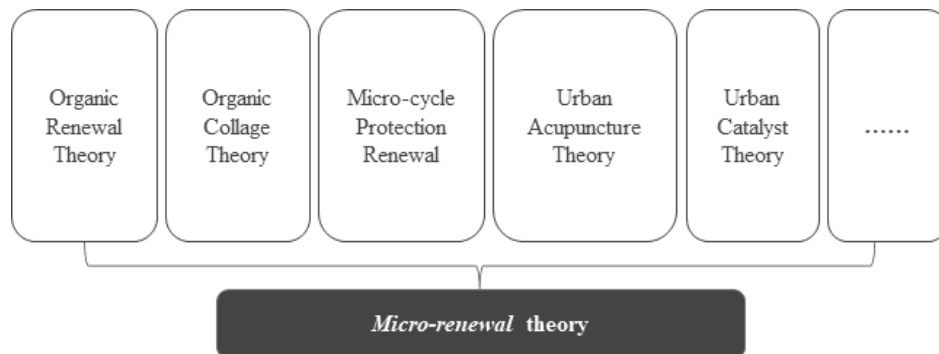 Organic
Renewal
Theory
Organic
Collage
Theory
Micro-cycle
Protection
Renewal
Urban
Acupuncture
Theory
Urban
Catalyst
Theory
......
Micro-renewal theory